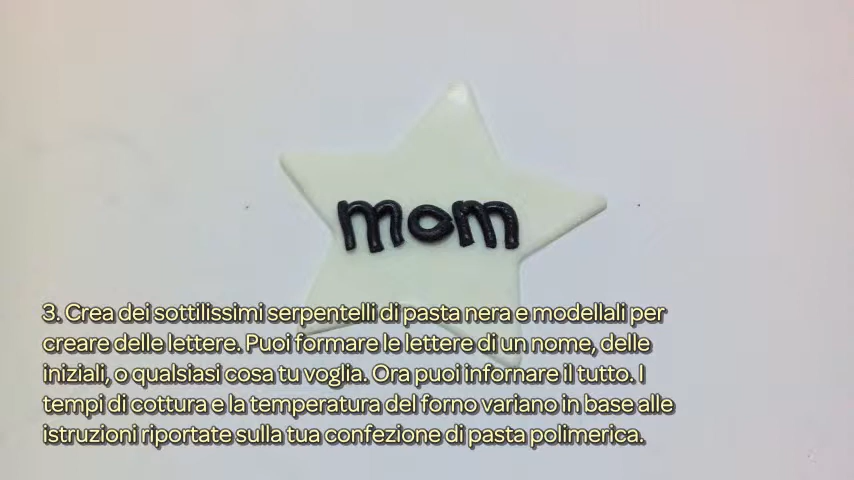 mom
3. Crea dei sottilissimi serpentelli di pasta nera e modellali per
creare delle lettere. Puoi formare le lettere di un nome, delle
iniziali, o qualsiasi cosa tu voglia. Ora puoi infornare il tutto. I
tempi di cottura e la temperatura del forno variano in base alle
istruzioni riportate sulla tua confezione di pasta polimerica.